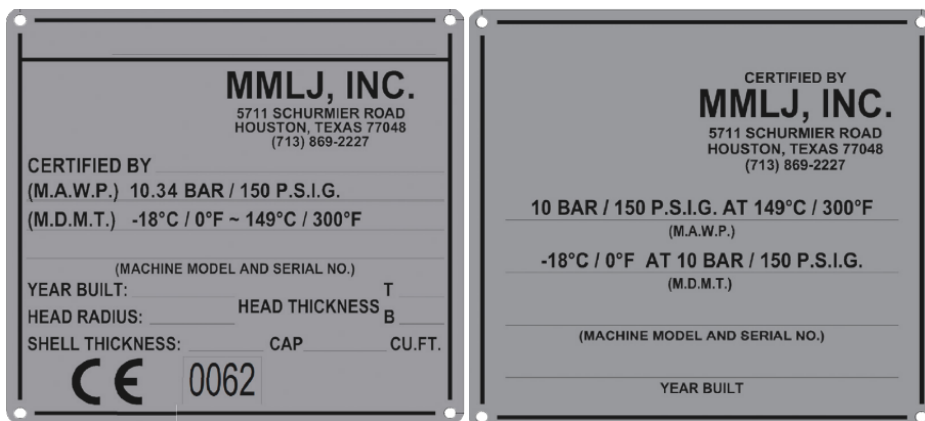 MMLJ, INC.
5711 SCHURMIER ROAD
HOUSTON, TEXAS 77048
(713) 869-2227
CERTIFIED BY
(M.A.W.P.) 10.34 BAR / 150 P.S.I.G.
(M.D.M.T.) -18°C / 0°F ~ 149°C / 300°F
(MACHINE MODEL AND SERIAL NO.)
YEAR BUILT:
HEAD RADIUS:
HEAD THICKNESS
T
B
SHELL THICKNESS: CAP CU.FT.
CE 0062
CERTIFIED BY
MMLJ, INC.
5711 SCHURMIER ROAD
HOUSTON, TEXAS 77048
(713) 869-2227
10 BAR / 150 P.S.I.G. AT 149°C / 300°F
(M.A.W.P.)
-18°C / 0°F AT 10 BAR / 150 P.S.I.G.
(M.D.M.T.)
(MACHINE MODEL AND SERIAL NO.)
YEAR BUILT